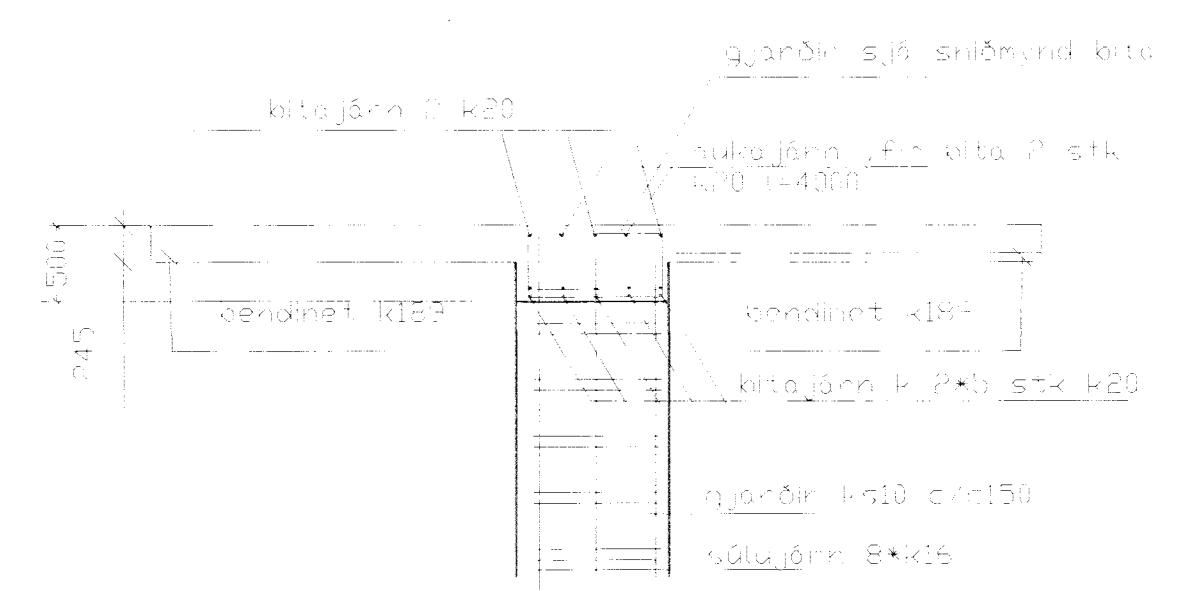 gjarðir sjá sniðmynd bita
bitajárn 2 k20
aukajárn yfir bita 2 stk
k20 l=4000
500
245
bendinet k189
bendinet k189
bitajárn k 2*5 stk k20
gjarðir ks10 c/c150
súlujárn 8*k16